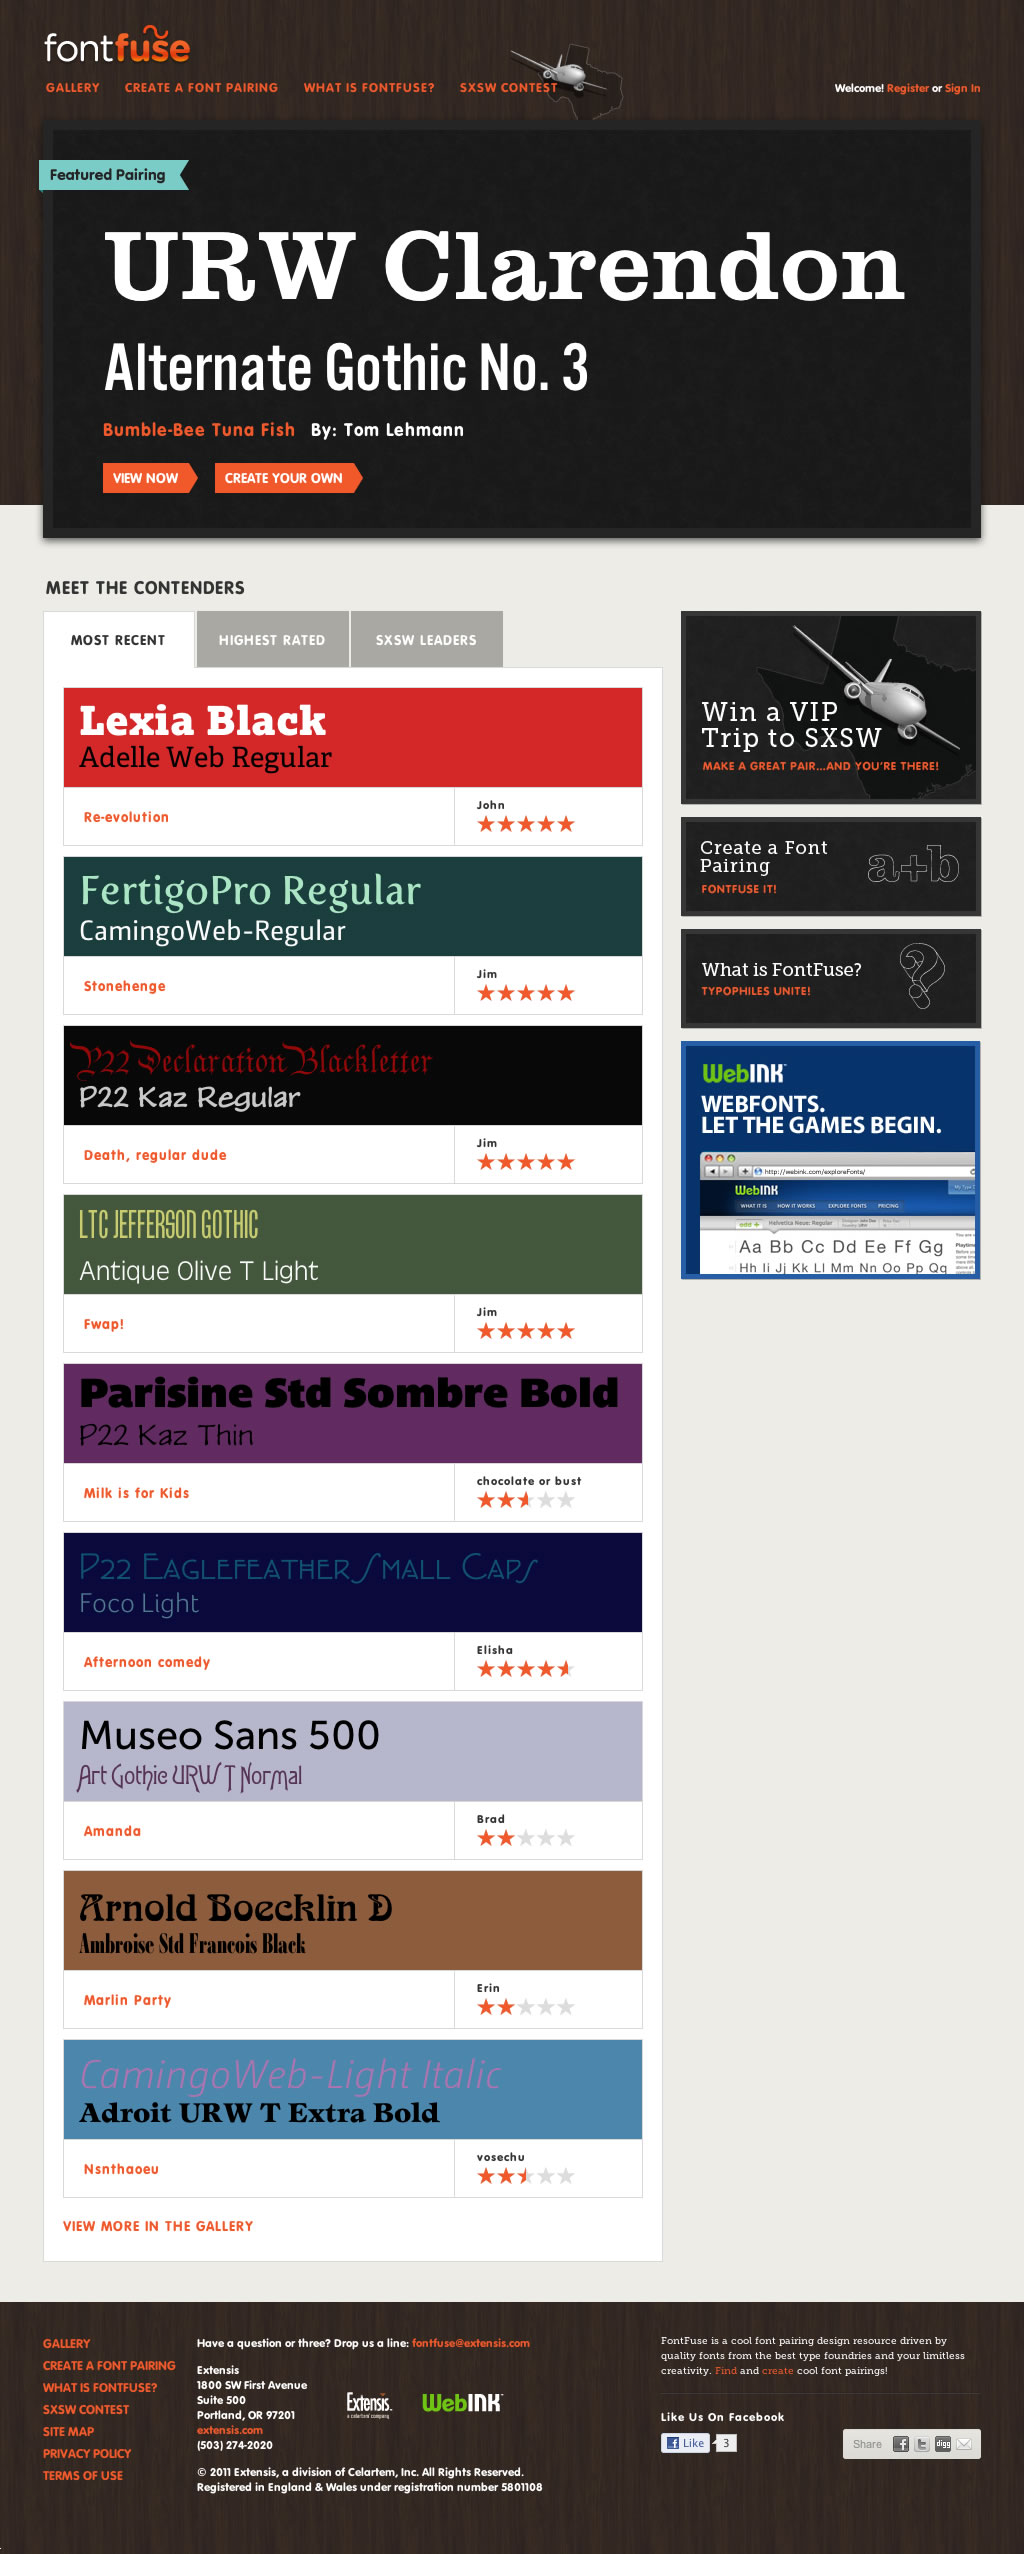 fontfuse
GALLERY CREATE A FONT PAIRING WHAT IS FONTFUSE? SXSW CONTEST
Welcome! Register or Sign In
Featured Pairing
URW Clarendon
Alternate Gothic No. 3
Bumble-Bee Tuna Fish By: Tom Lehmann
VIEW NOW CREATE YOUR OWN
MEET THE CONTENDERS
MOST RECENT HIGHEST RATED SXSW LEADERS
Lexia Black
Adelle Web Regular
Re-evolution
John
FertigoPro Regular
CamingoWeb-Regular
Stonehenge
Jim
P22 Declaration Blackletter
P22 Kaz Regular
Death, regular dude
Jim
LTC JEFFERSON GOTHIC
Antique Olive T Light
Fwap!
Jim
Parisine Std Sombre Bold
P22 Kaz Thin
Milk is for Kids
chocolate or bust
P22 Eaglefeather Small Caps
Foco Light
Afternoon comedy
Elisha
Museo Sans 500
Art Gothic URW T Normal
Amanda
Brad
Arnold Boecklin D
Ambroise Std Francois Black
Marlin Party
Erin
CamingoWeb-Light Italic
Adroit URW T Extra Bold
Nsnthaoeu
vosechu
VIEW MORE IN THE GALLERY
Win a VIP
Trip to SXSW
MAKE A GREAT PAIR...AND YOU'RE THERE!
Create a Font
Pairing
FONTFUSE IT!
a+b
What is FontFuse?
TYPOPHILES UNITE!
?
WebINK
WEBFONTS.
LET THE GAMES BEGIN.
http://webink.com/exploreFonts/
WebINK
My Type
WHAT IT IS HOW IT WORKS EXPLORE FONTS PRICING
add + Helvetica Neue: Regular
Aa Bb Cc Dd Ee Ff Gg
Hh Ii Jj Kk Ll Mm Nn Oo Pp Qq
GALLERY
CREATE A FONT PAIRING
WHAT IS FONTFUSE?
SXSW CONTEST
SITE MAP
PRIVACY POLICY
TERMS OF USE
Have a question or three? Drop us a line: fontfuse@extensis.com
Extensis
1800 SW First Avenue
Suite 500
Portland, OR 97201
extensis.com
(503) 274-2020
Extensis
a celartem company
WebINK
© 2011 Extensis, a division of Celartem, Inc. All Rights Reserved.
Registered in England & Wales under registration number 5801108
FontFuse is a cool font pairing design resource driven by
quality fonts from the best type foundries and your limitless
creativity. Find and create cool font pairings!
Like Us On Facebook
Like 3
Share
digg